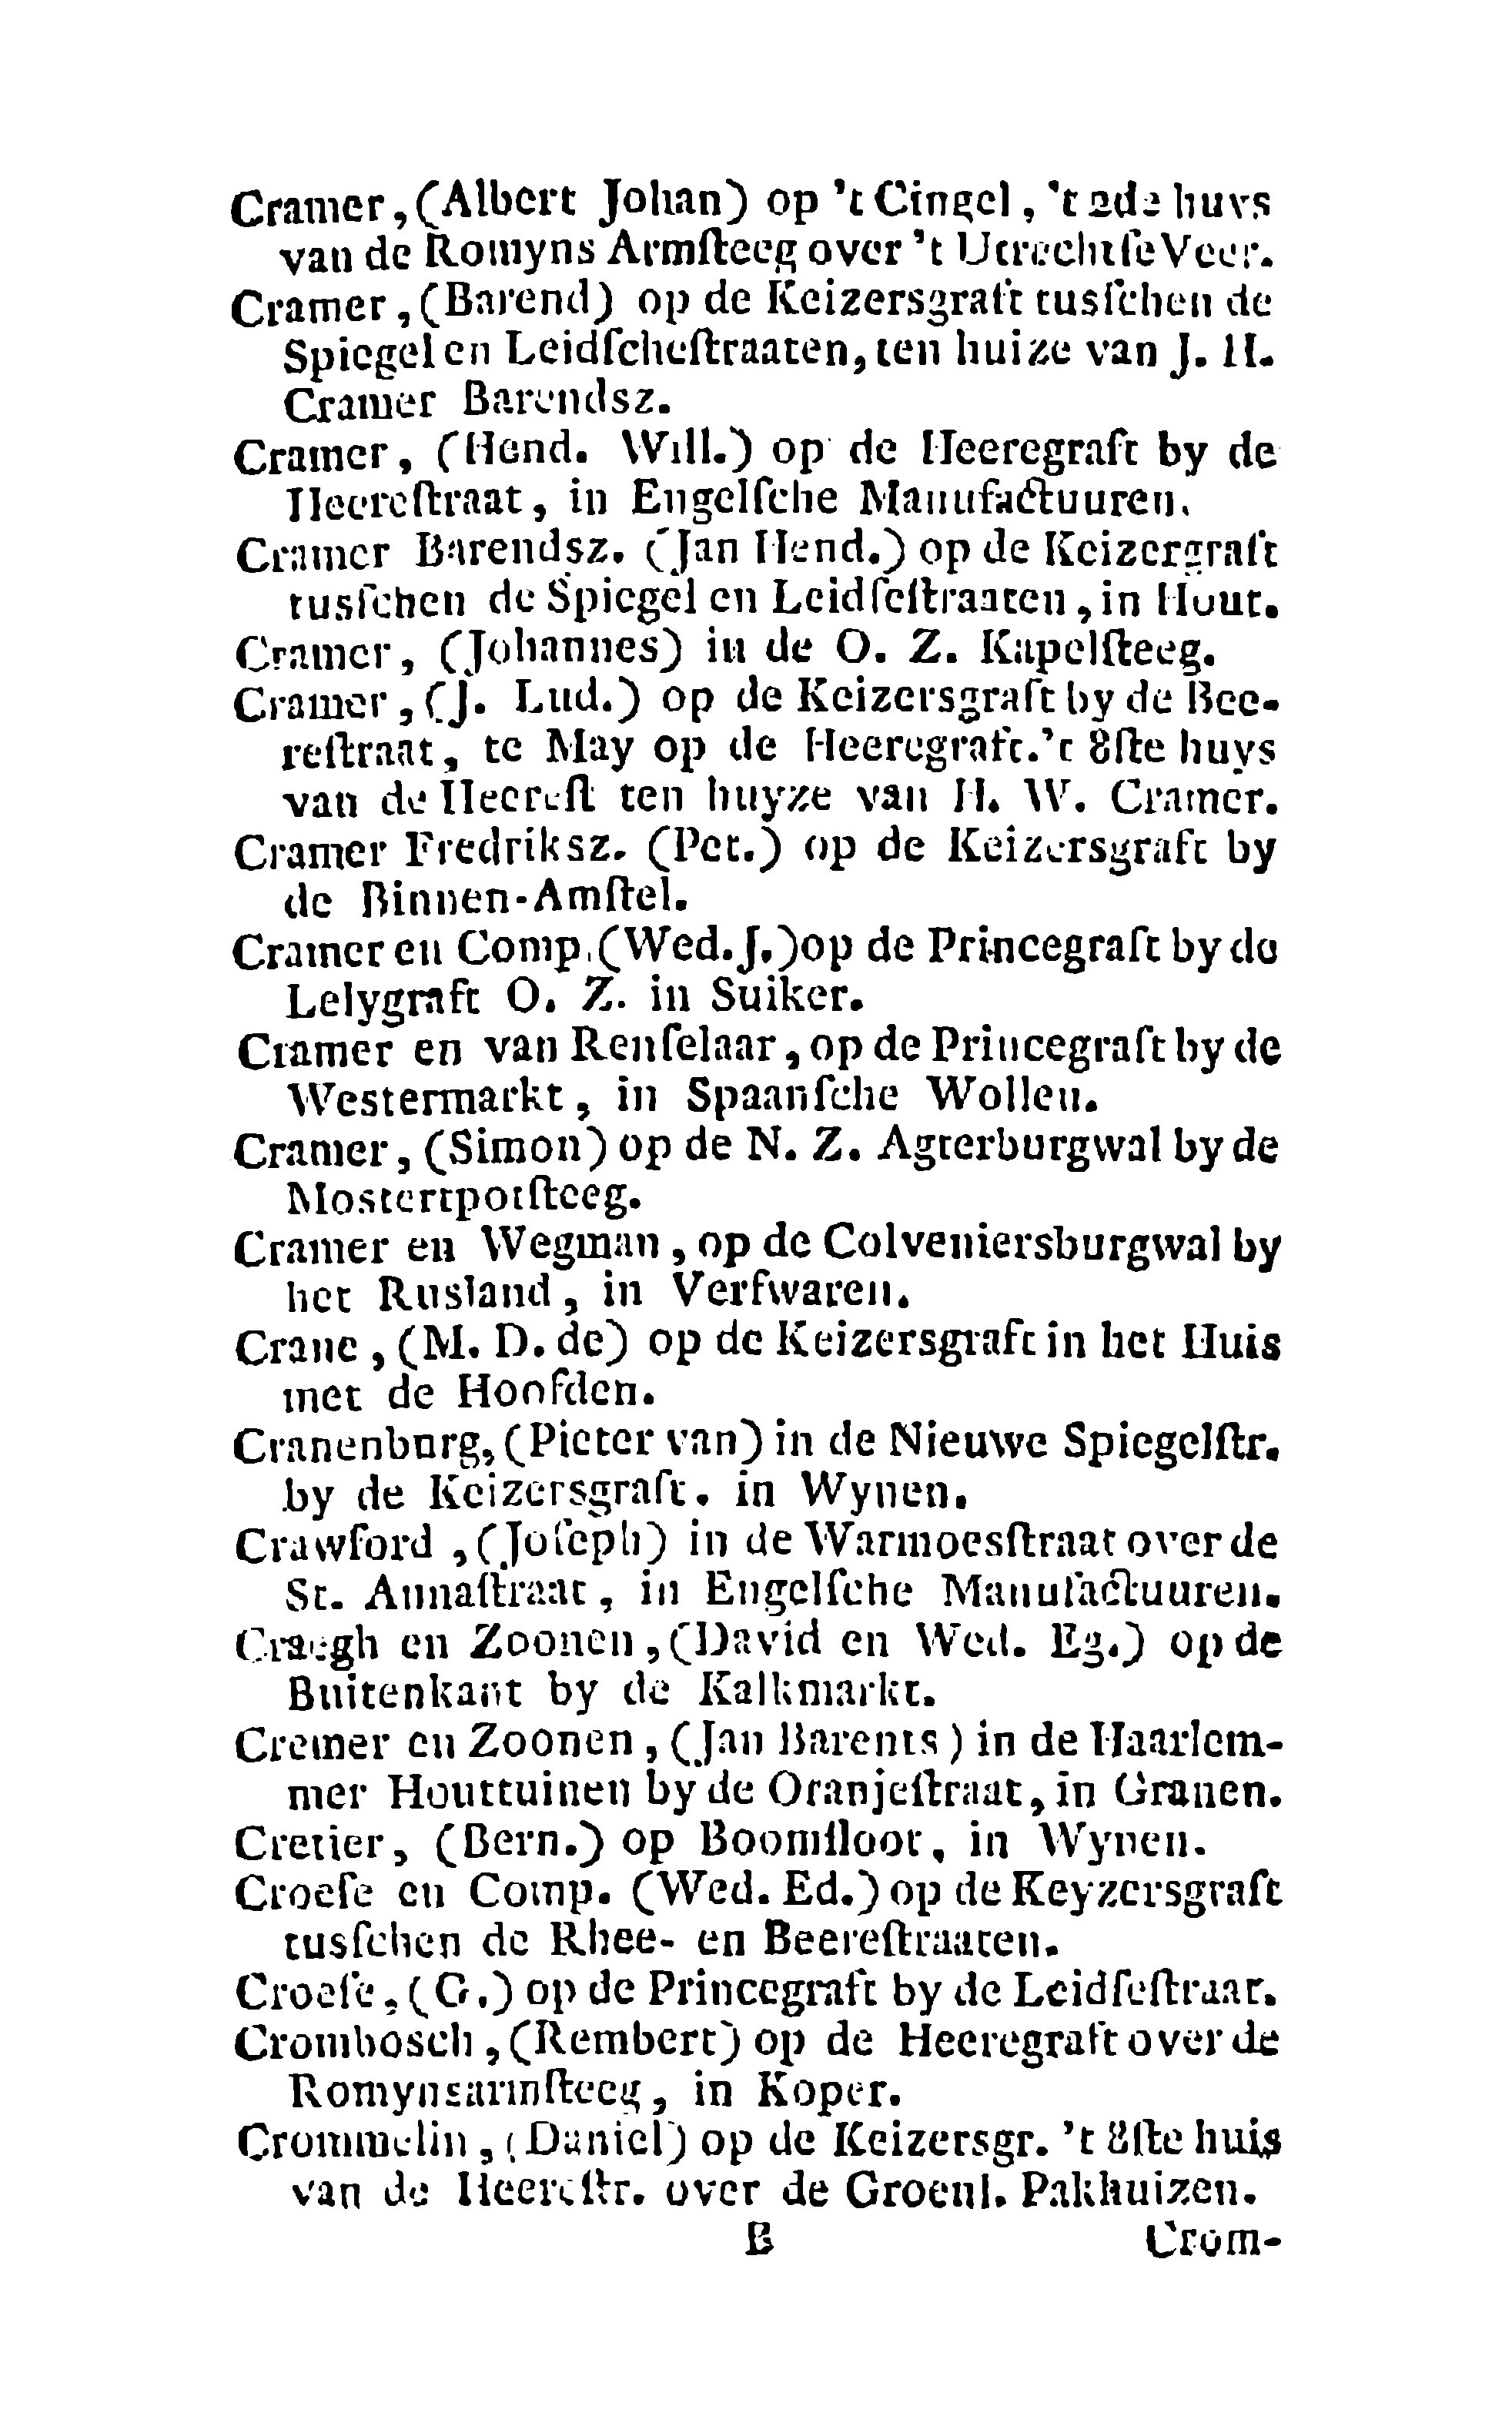 Cramer, (Albert Johan) op 't Cingel, 't 2de huys
van de Romyns Armſteeg over 't Utrechtſe Veer.
Cramer, (Barend) op de Keizersgraft tusſchen de
Spiegel en Leidſcheſtraaten, ten huize van J. H.
Cramer Barendsz.
Cramer, (Hend. Will.) op de Heeregraft by de
Heereſtraat, in Engelſche Manufactuuren.
Cramer Barendsz. (Jan Hend.) op de Keizergraft
tusſchen de Spiegel en Leidſeſtraaten, in Hout.
Cramer, (Johannes) in de O. Z. Kapelſteeg.
Cramer, (J. Lud.) op de Keizersgraft by de Bee-
reſtraat, te May op de Heeregraft. 't 8ſte huys
van de Heereſt ten huyze van H. W. Cramer.
Cramer Fredriksz. (Pet.) op de Keizersgraft by
de Binnen-Amſtel.
Cramer en Comp. (Wed. J.) op de Princegraft by de
Lelygraft O. Z. in Suiker.
Cramer en van Renſelaar, op de Princegraft by de
Westermarkt, in Spaanſche Wollen.
Cramer, (Simon) op de N. Z. Agterburgwal by de
Mostertpotſteeg.
Cramer en Wegman, op de Colveniersburgwal by
het Rusland, in Verfwaren.
Crane, (M. D. de) op de Keizersgraft in het Huis
met de Hoofden.
Cranenburg, (Pieter van) in de Nieuwe Spiegelſtr.
by de Keizersgraft. in Wynen.
Crawford, (Joſeph) in de Warmoesſtraat over de
St. Annaſtraat, in Engelſche Manufactuuren.
Craegh en Zoonen, (David en Wed. Eg.) op de
Buitenkant by de Kalkmarkt.
Cremer en Zoonen, (Jan Barents) in de Haarlem-
mer Houttuinen by de Oranjeſtraat, in Granen.
Cretier, (Bern.) op Boomſloot, in Wynen.
Croeſe en Comp. (Wed. Ed.) op de Keyzersgraft
tusſchen de Rhee- en Beereſtraaten.
Croeſe, (G.) op de Princegraft by de Leidſeſtraat.
Crombosch, (Rembert) op de Heeregraft over de
Romynsarmſteeg, in Koper.
Crommelin, (Daniel) op de Keizersgr. 't 8ſte huis
van de Heereſtr. over de Groenl. Pakhuizen.
B Crom-